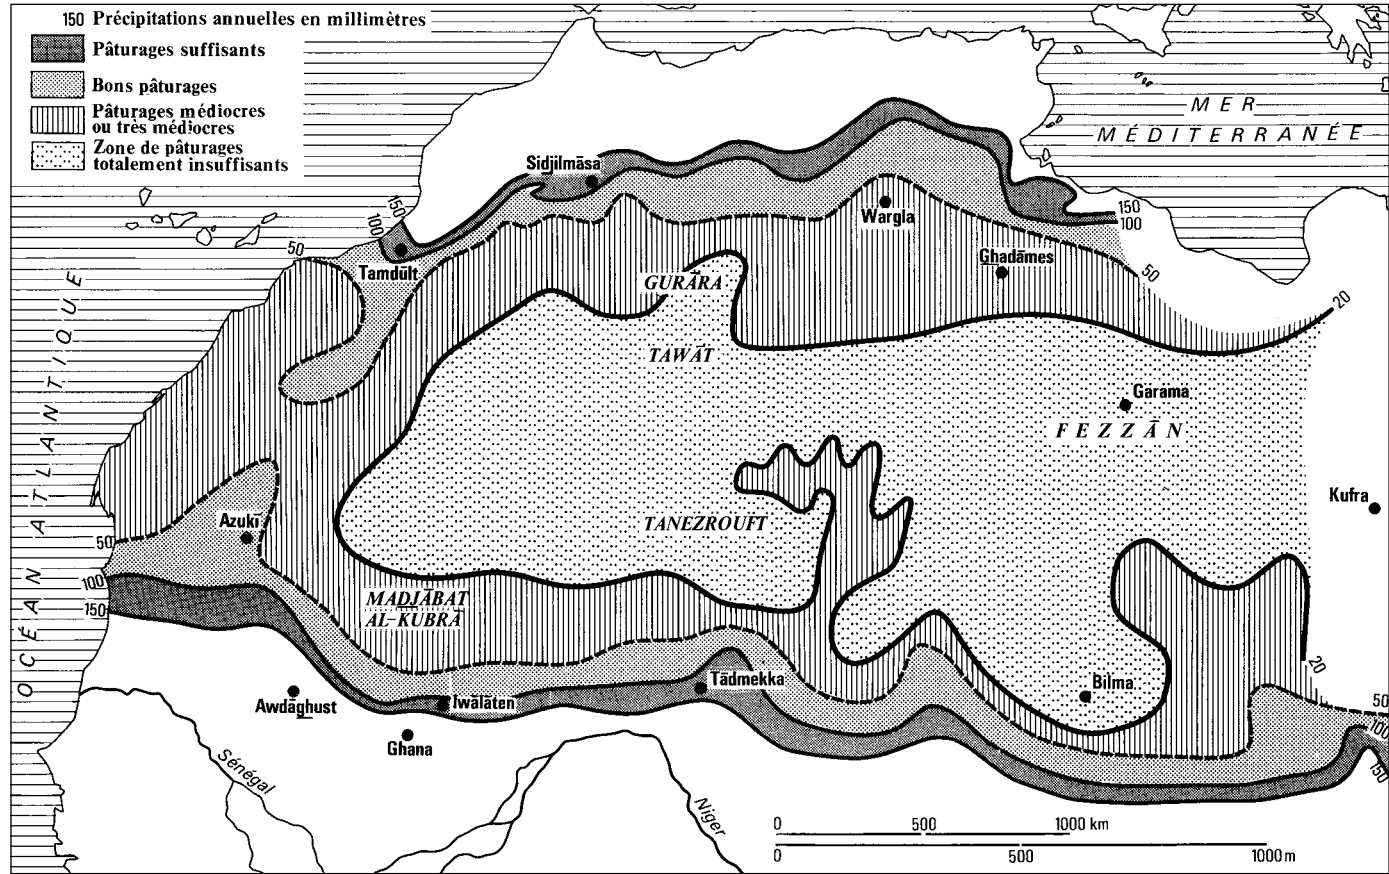 150 Précipitations annuelles en millimètres
Pâturages suffisants
Bons pâturages
Pâturages médiocres
ou très médiocres
Zone de pâturages
totalement insuffisants
MER
MÉDITERRANÉE
OCÉAN ATLANTIQUE
Sidjilmāsa
150
100
50
Tamdūlt
Wargla
150
100
Ghadāmes
50
20
GURĀRA
TAWĀT
Garama
FEZZĀN
Kufra
TANEZROUFT
Azukī
50
100
150
MADJĀBAT
AL-KUBRĀ
Tādmekka
Bilma
20
50
100
150
Awdāghust
Iwālāten
Ghana
Sénégal
Niger
0 500 1000 km
0 500 1000 m